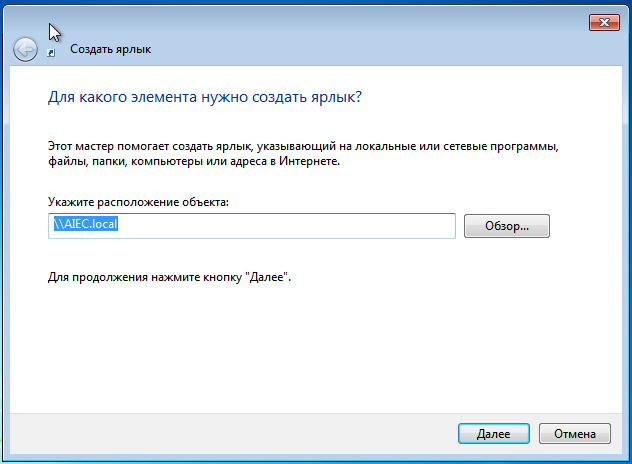 Создать ярлык
Для какого элемента нужно создать ярлык?
Этот мастер помогает создать ярлык, указывающий на локальные или сетевые программы,
файлы, папки, компьютеры или адреса в Интернете.
Укажите расположение объекта:
\\AIEC.local
Обзор...
Для продолжения нажмите кнопку "Далее".
Далее
Отмена